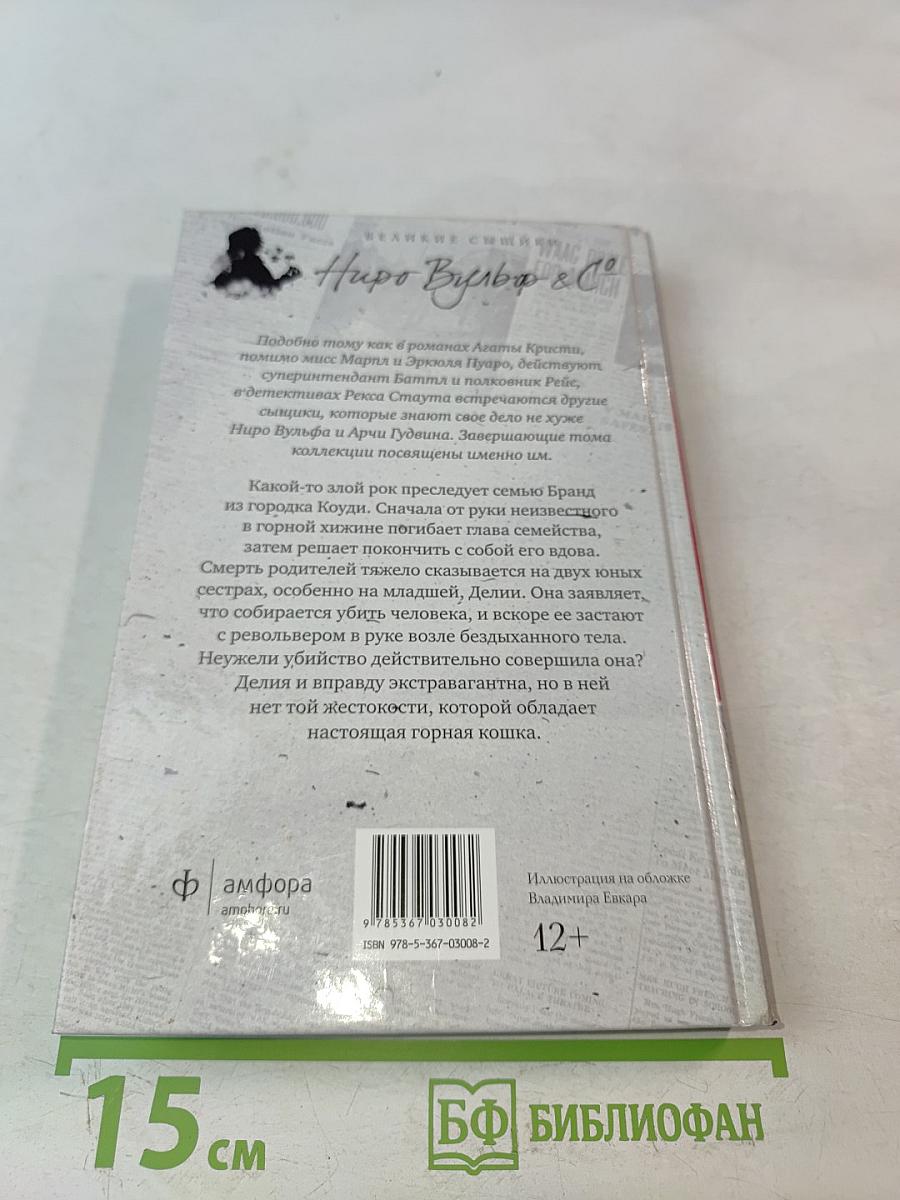 ВЕЛИКИЕ СЫЩИКИ
Ниро Вульф & Cº
Подобно тому как в романах Агаты Кристи,
помимо мисс Марпл и Эркюля Пуаро, действуют
суперинтендант Баттл и полковник Рейс,
в детективах Рекса Стаута встречаются другие
сыщики, которые знают свое дело не хуже
Ниро Вульфа и Арчи Гудвина. Завершающие тома
коллекции посвящены именно им.
Какой-то злой рок преследует семью Бранд
из городка Коуди. Сначала от руки неизвестного
в горной хижине погибает глава семейства,
затем решает покончить с собой его вдова.
Смерть родителей тяжело сказывается на двух юных
сестрах, особенно на младшей, Делии. Она заявляет,
что собирается убить человека, и вскоре ее застают
с револьвером в руке возле бездыханного тела.
Неужели убийство действительно совершила она?
Делия и вправду экстравагантна, но в ней
нет той жестокости, которой обладает
настоящая горная кошка.
ф амфора
amphora.ru
9 785367 030082
ISBN 978-5-367-03008-2
Иллюстрация на обложке
Владимира Евкара
12+
15 см
БФ БИБЛИОФАН